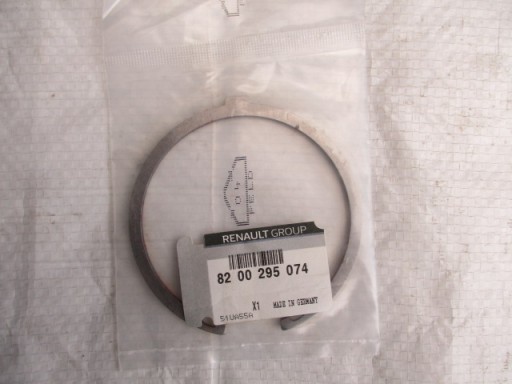 RENAULT GROUP
82 00 295 074
X1 MADE IN GERMANY
51UA55A